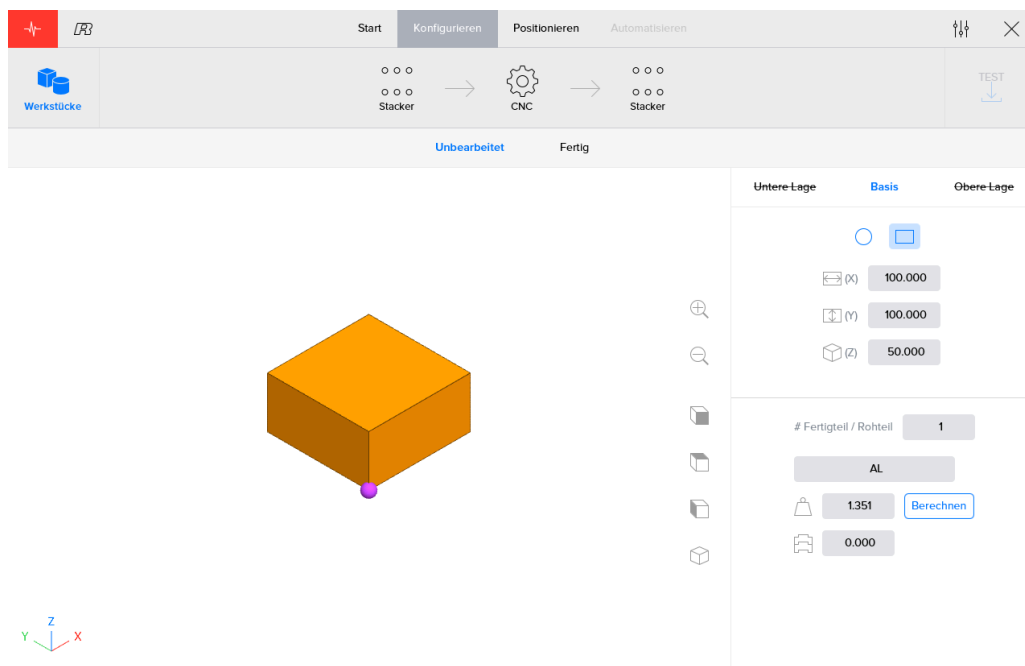 R
Start Konfigurieren Positionieren Automatisieren
Werkstücke
Stacker CNC Stacker
TEST
Unbearbeitet Fertig
Untere Lage Basis Obere Lage
(X) 100.000
(Y) 100.000
(Z) 50.000
# Fertigteil / Rohteil 1
AL
1.351 Berechnen
0.000
Z
Y X